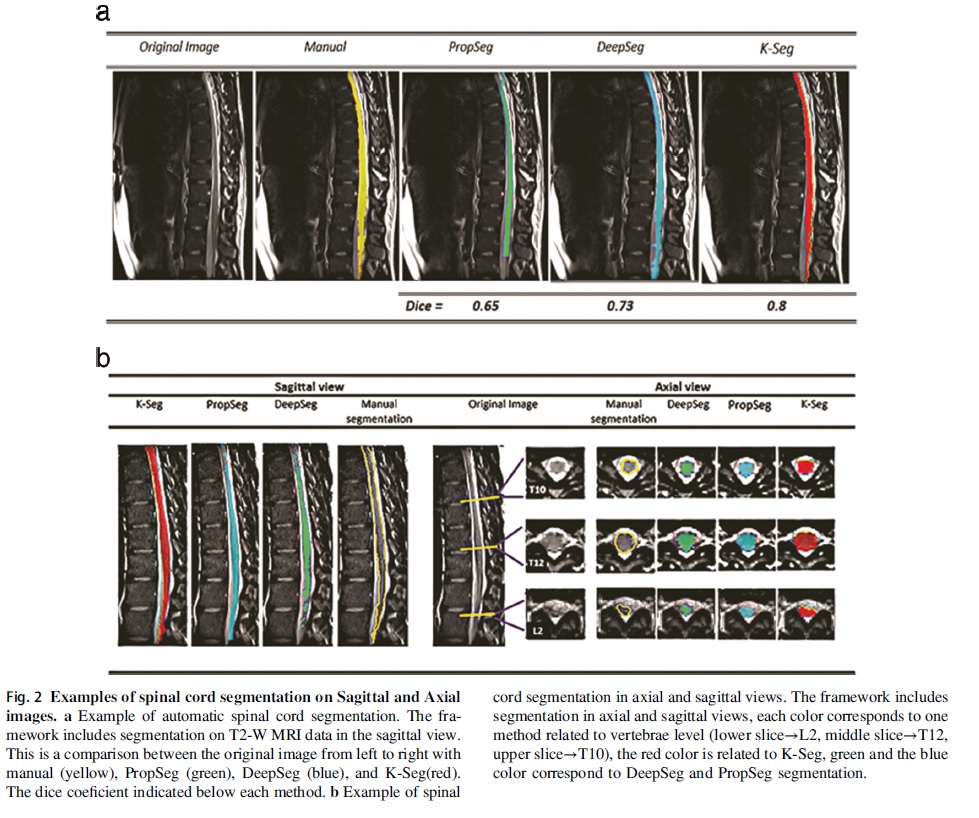 a
Original Image Manual PropSeg DeepSeg K-Seg
Dice = 0.65 0.73 0.8
b
Sagittal view Axial view
K-Seg PropSeg DeepSeg Manual segmentation Original Image Manual segmentation DeepSeg PropSeg K-Seg
T10
T12
L2
Fig. 2 Examples of spinal cord segmentation on Sagittal and Axial
images. a Example of automatic spinal cord segmentation. The fra-
mework includes segmentation on T2-W MRI data in the sagittal view.
This is a comparison between the original image from left to right with
manual (yellow), PropSeg (green), DeepSeg (blue), and K-Seg(red).
The dice coeficient indicated below each method. b Example of spinal
cord segmentation in axial and sagittal views. The framework includes
segmentation in axial and sagittal views, each color corresponds to one
method related to vertebrae level (lower slice→L2, middle slice→T12,
upper slice→T10), the red color is related to K-Seg, green and the blue
color correspond to DeepSeg and PropSeg segmentation.